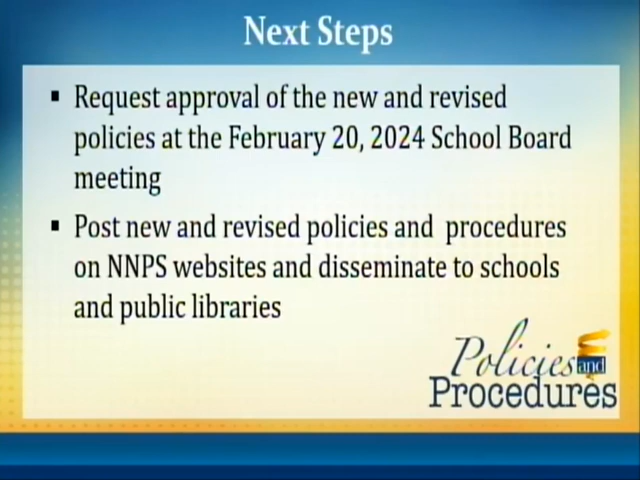 Next Steps
▪ Request approval of the new and revised
policies at the February 20, 2024 School Board
meeting
▪ Post new and revised policies and procedures
on NNPS websites and disseminate to schools
and public libraries
Policies and
Procedures